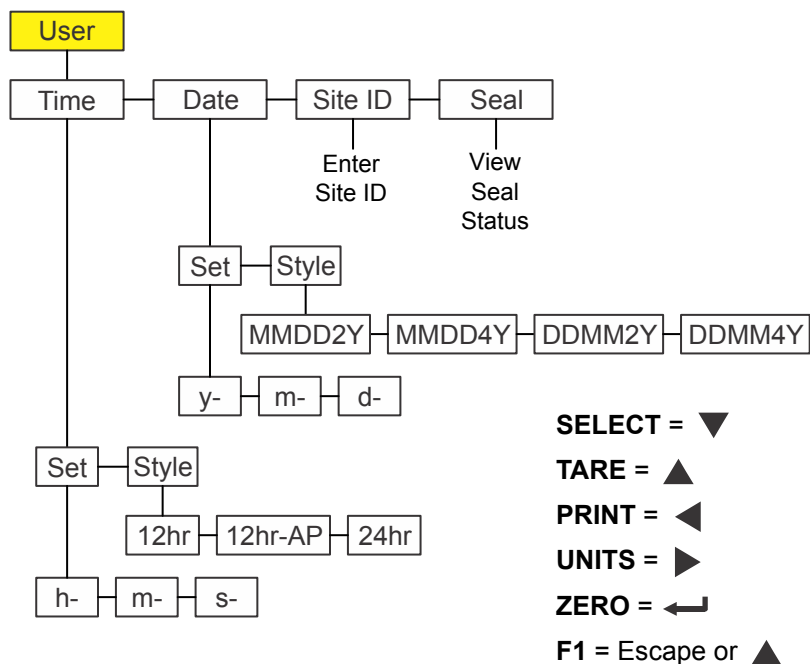 User
Time Date Site ID Seal
Enter
Site ID
View
Seal
Status
Set Style
MMDD2Y MMDD4Y DDMM2Y DDMM4Y
y- m- d-
Set Style
12hr 12hr-AP 24hr
h- m- s-
SELECT = ▼
TARE = ▲
PRINT = ◀
UNITS = ▶
ZERO = ↵
F1 = Escape or ▲